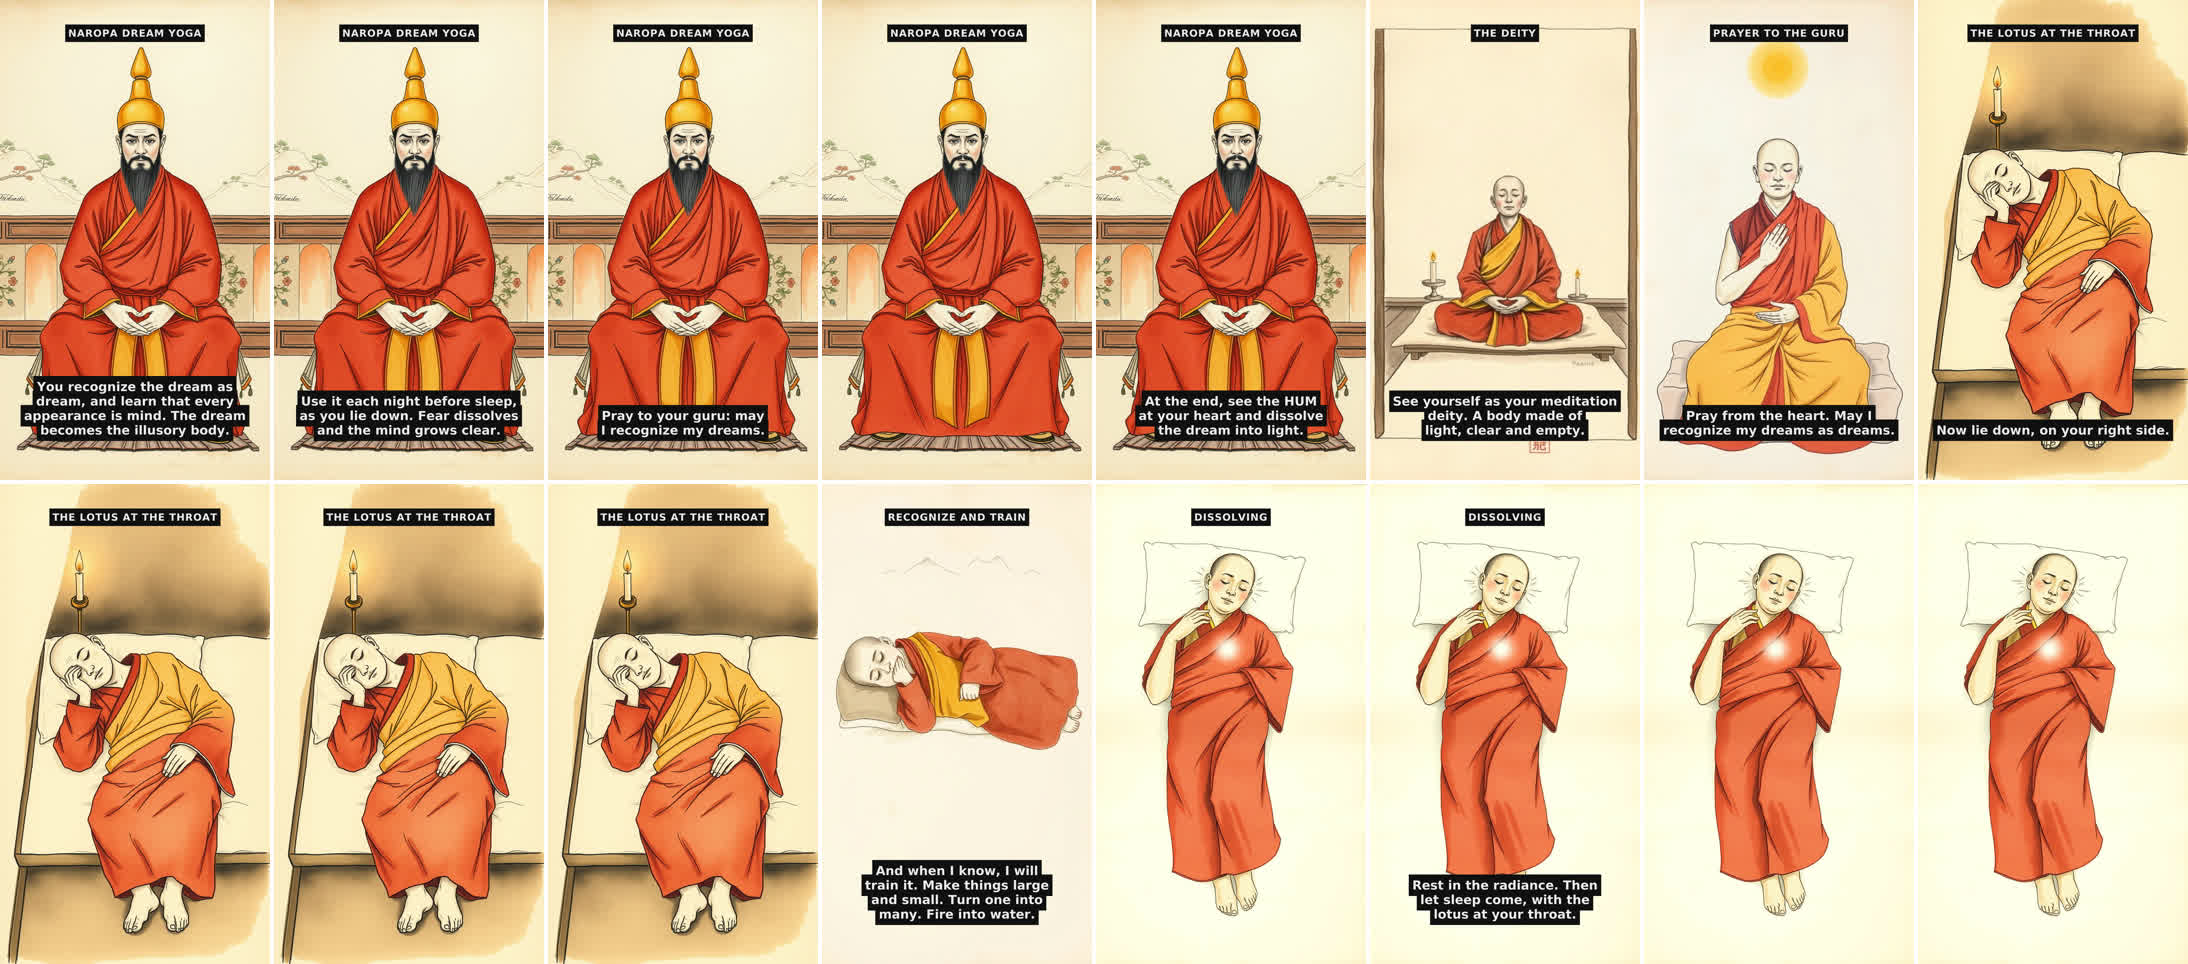 NAROPA DREAM YOGA
You recognize the dream as
dream, and learn that every
appearance is mind. The dream
becomes the illusory body.
NAROPA DREAM YOGA
Use it each night before sleep,
as you lie down. Fear dissolves
and the mind grows clear.
NAROPA DREAM YOGA
Pray to your guru: may
I recognize my dreams.
NAROPA DREAM YOGA
NAROPA DREAM YOGA
At the end, see the HUM
at your heart and dissolve
the dream into light.
THE DEITY
See yourself as your meditation
deity. A body made of
light, clear and empty.
PRAYER TO THE GURU
Pray from the heart. May I
recognize my dreams as dreams.
THE LOTUS AT THE THROAT
Now lie down, on your right side.
THE LOTUS AT THE THROAT
THE LOTUS AT THE THROAT
THE LOTUS AT THE THROAT
RECOGNIZE AND TRAIN
And when I know, I will
train it. Make things large
and small. Turn one into
many. Fire into water.
DISSOLVING
DISSOLVING
Rest in the radiance. Then
let sleep come, with the
lotus at your throat.